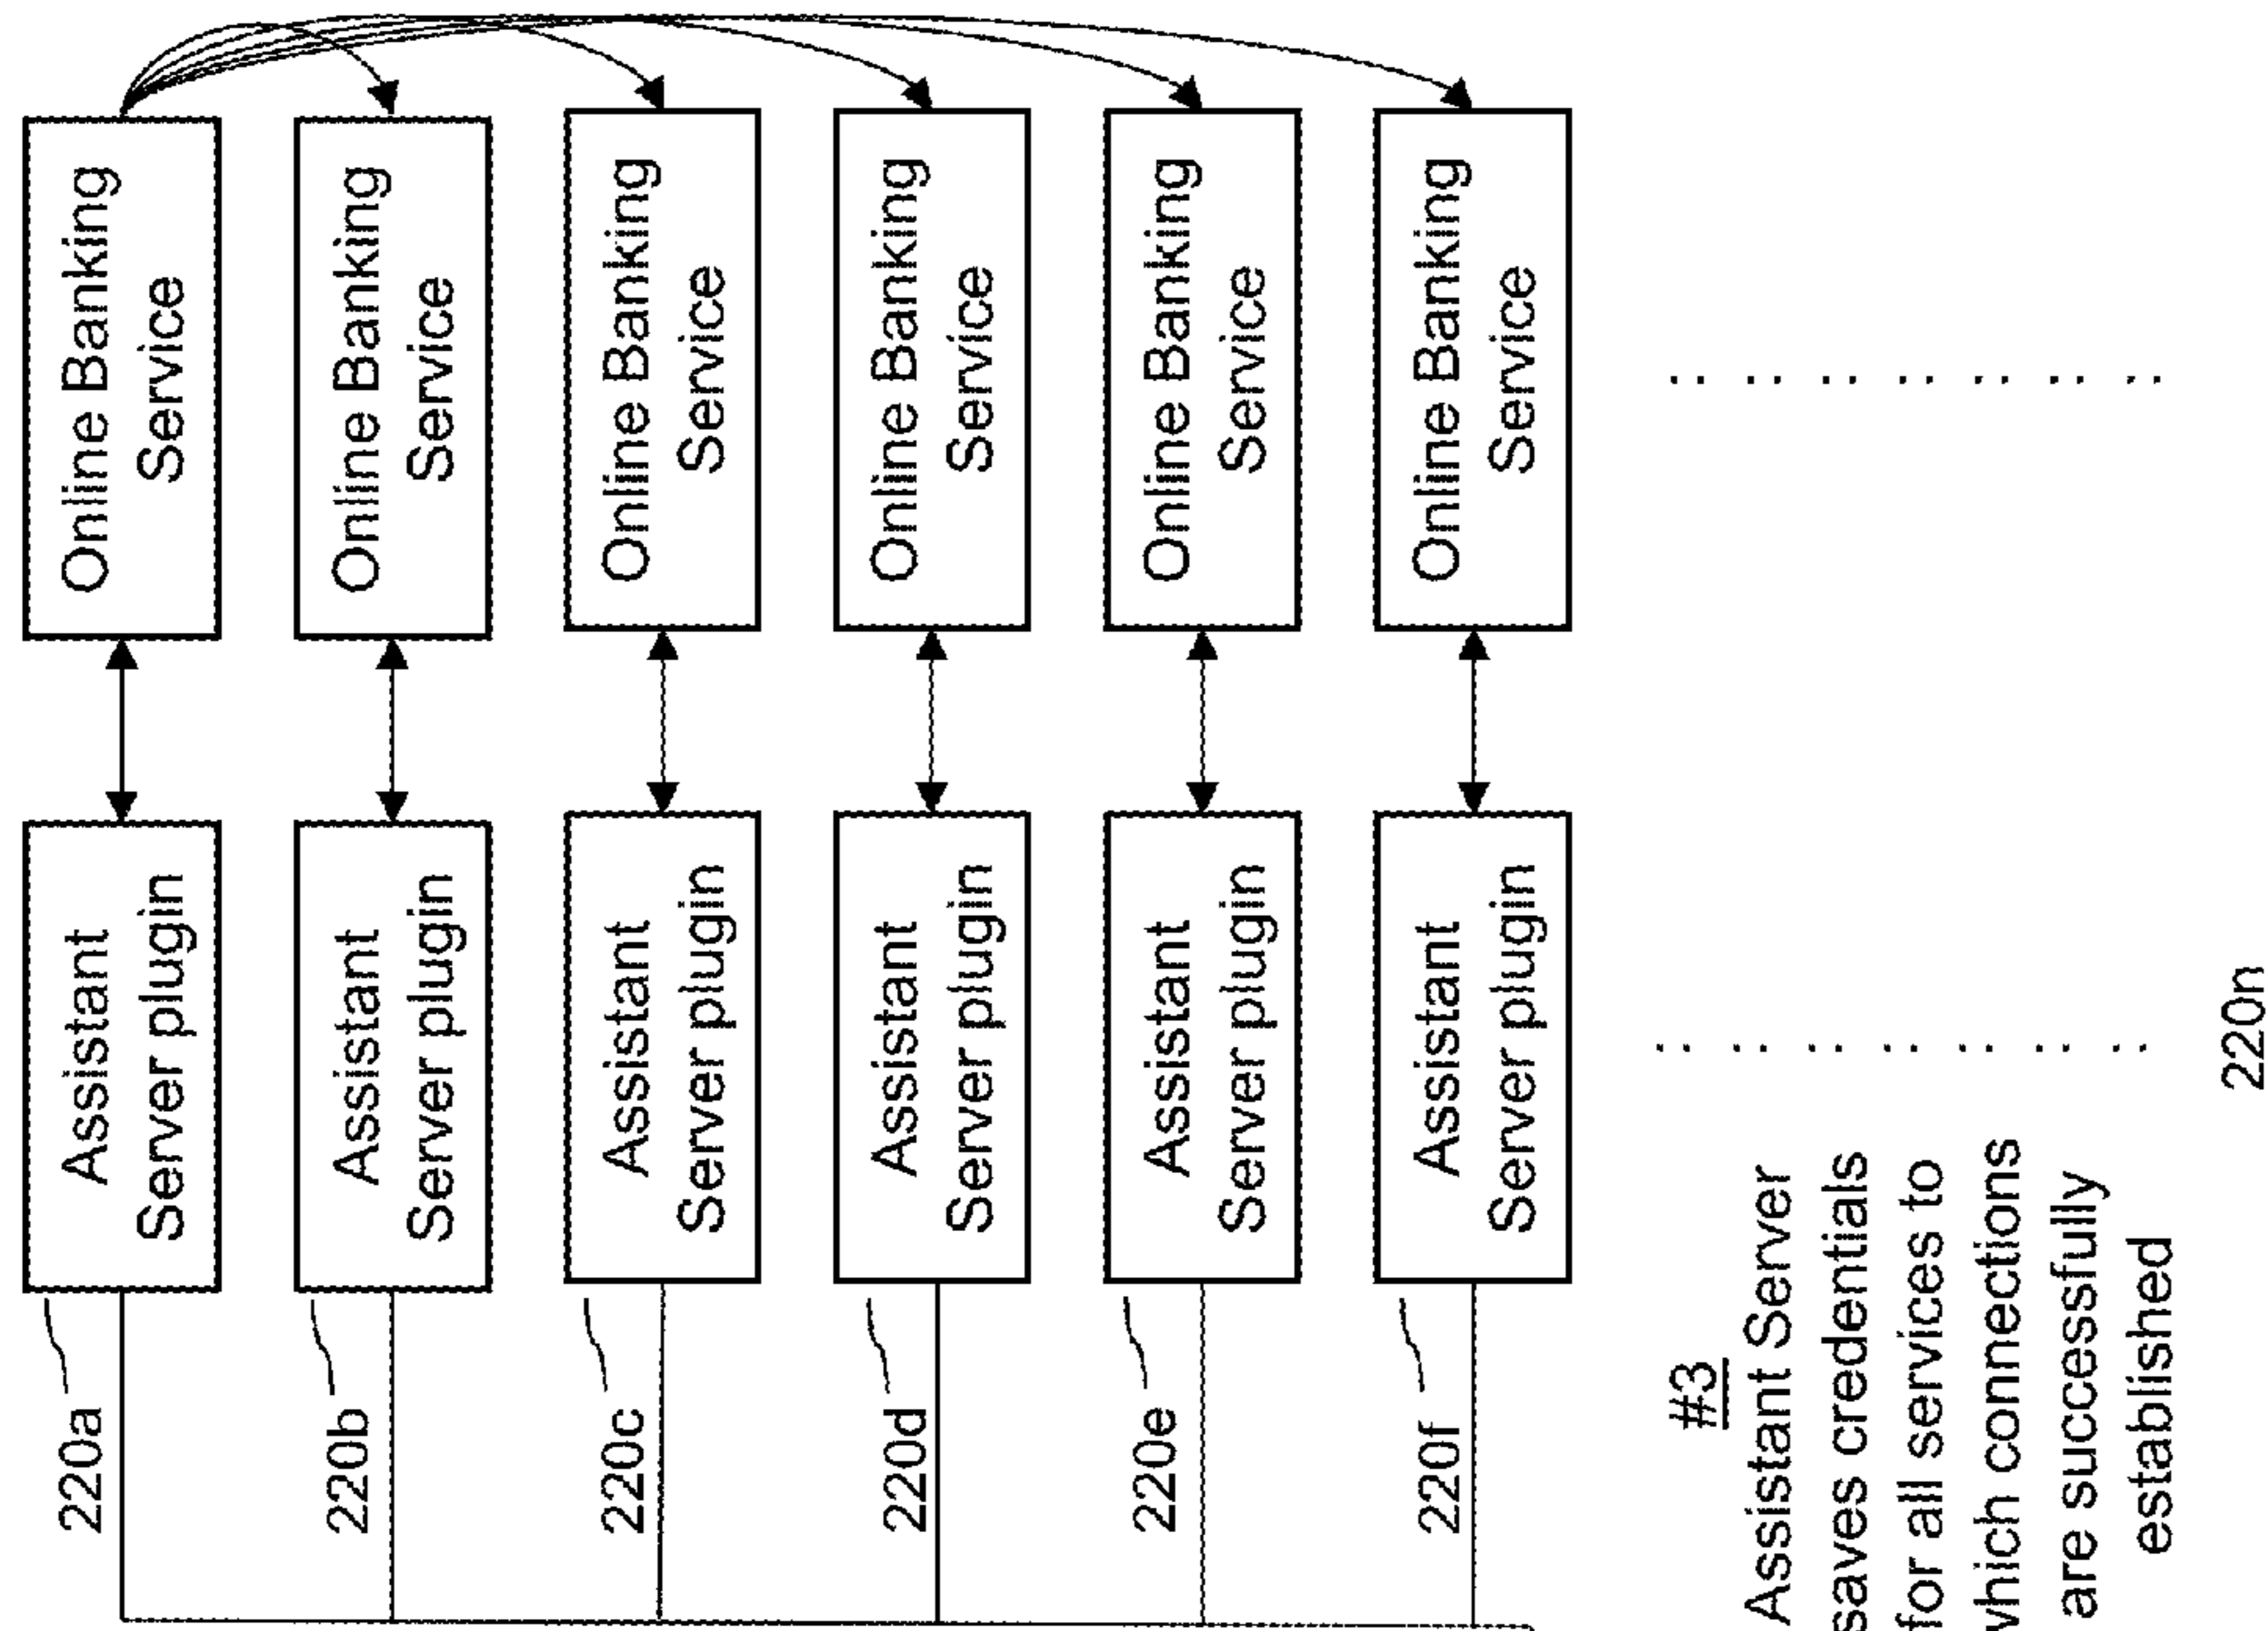 220a
Assistant
Server plugin
Online Banking
Service
220b
Assistant
Server plugin
Online Banking
Service
220c
Assistant
Server plugin
Online Banking
Service
220d
Assistant
Server plugin
Online Banking
Service
220e
Assistant
Server plugin
Online Banking
Service
220f
Assistant
Server plugin
Online Banking
Service
#3
Assistant Server
saves credentials
for all services to
which connections
are successfully
established
220n